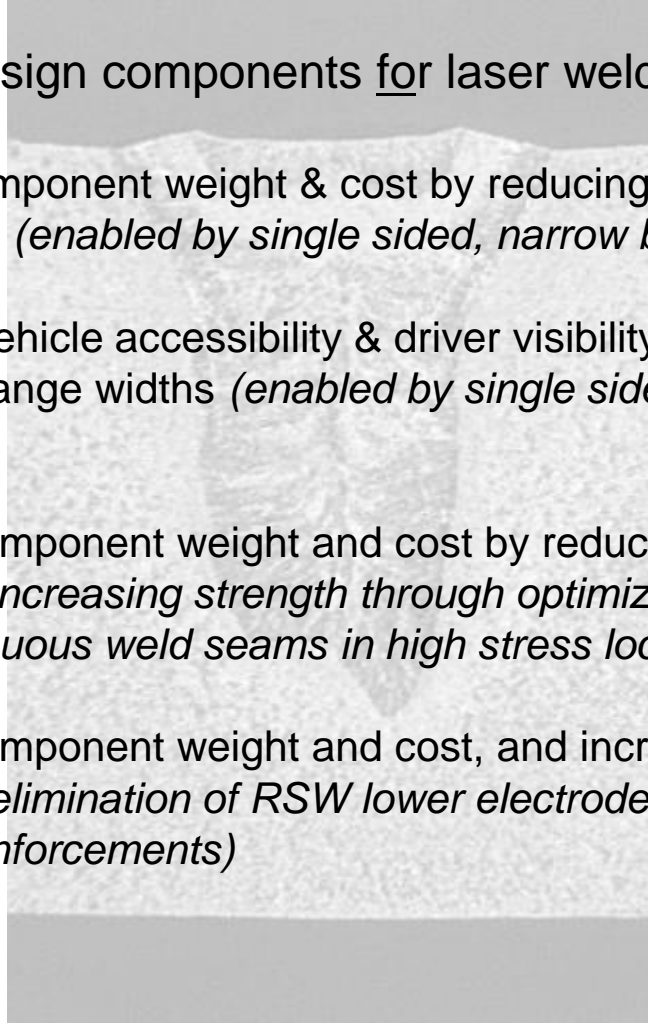 sign components for laser weld
mponent weight & cost by reducing
(enabled by single sided, narrow b
ehicle accessibility & driver visibility
ange widths (enabled by single side
mponent weight and cost by reduc
ncreasing strength through optimiz
uous weld seams in high stress loc
mponent weight and cost, and incr
elimination of RSW lower electrode
nforcements)